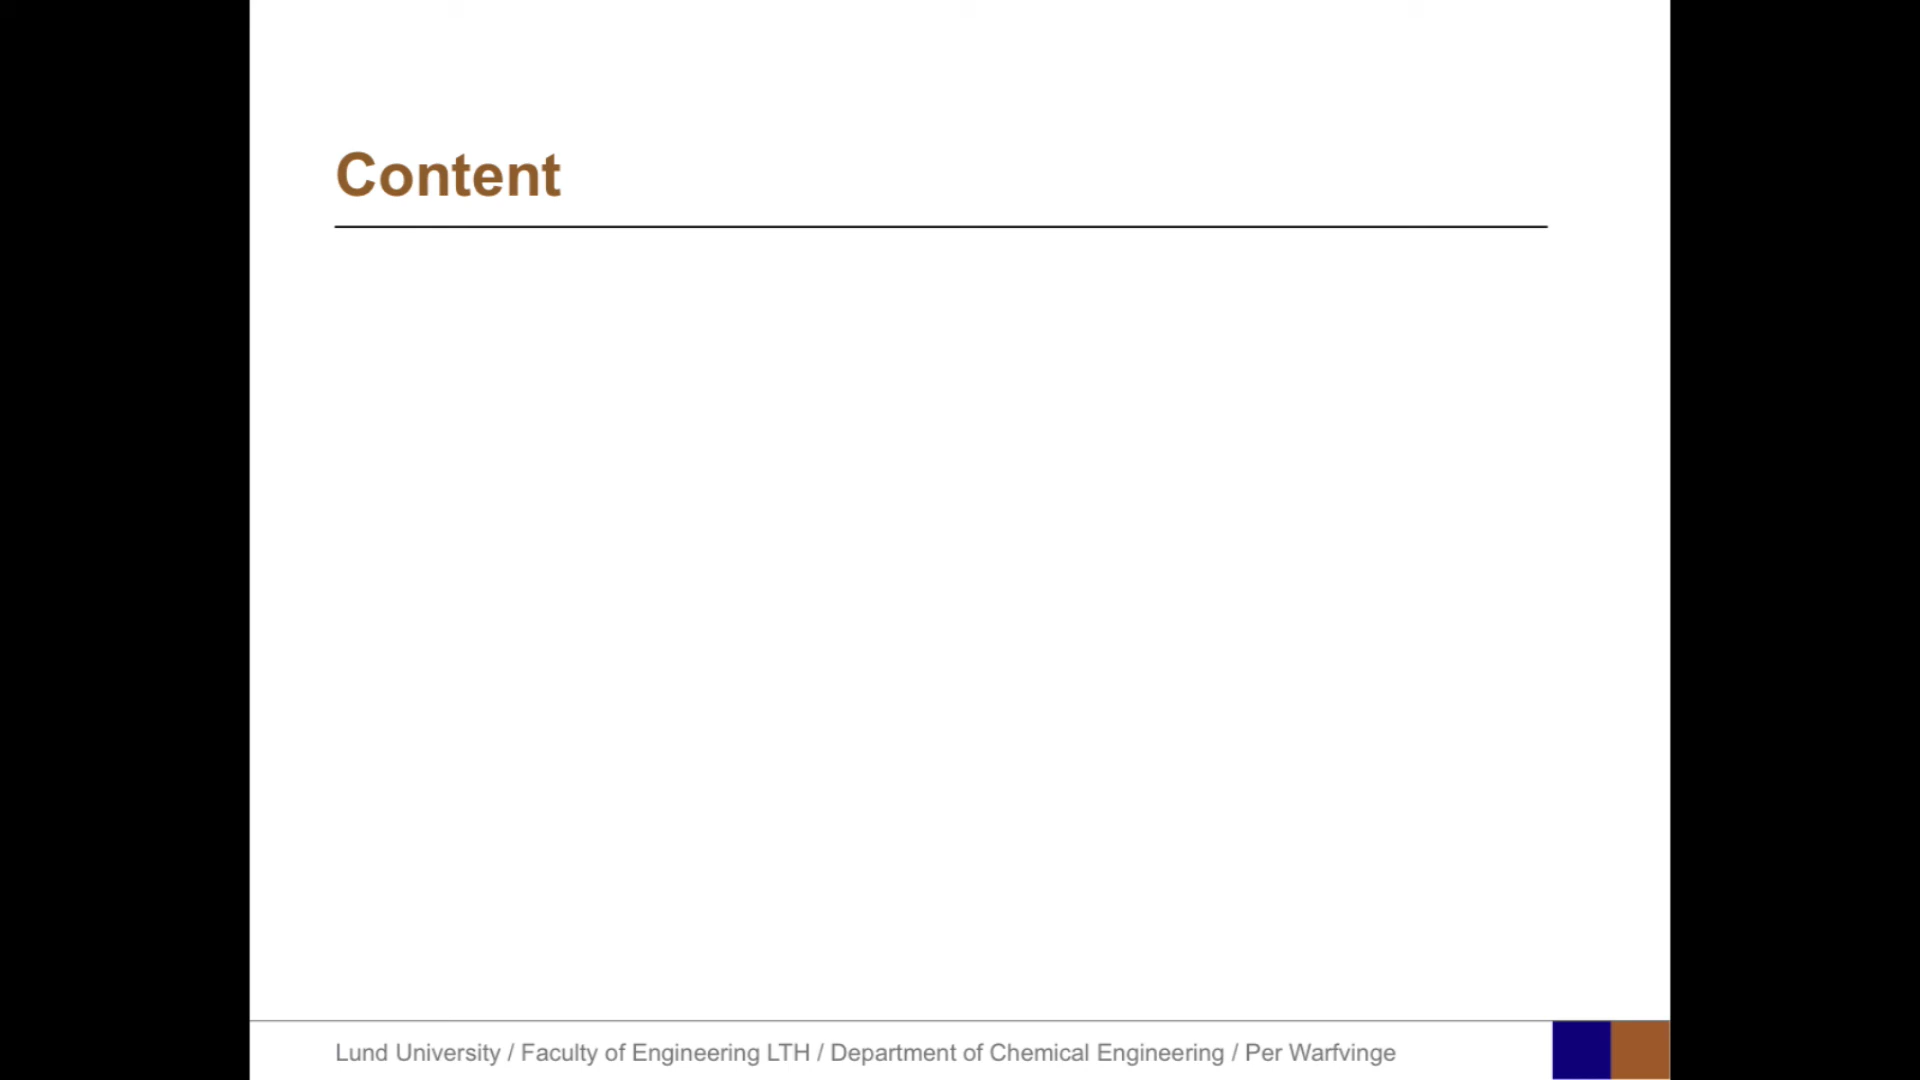 Content
Lund University / Faculty of Engineering LTH / Department of Chemical Engineering / Per Warfvinge